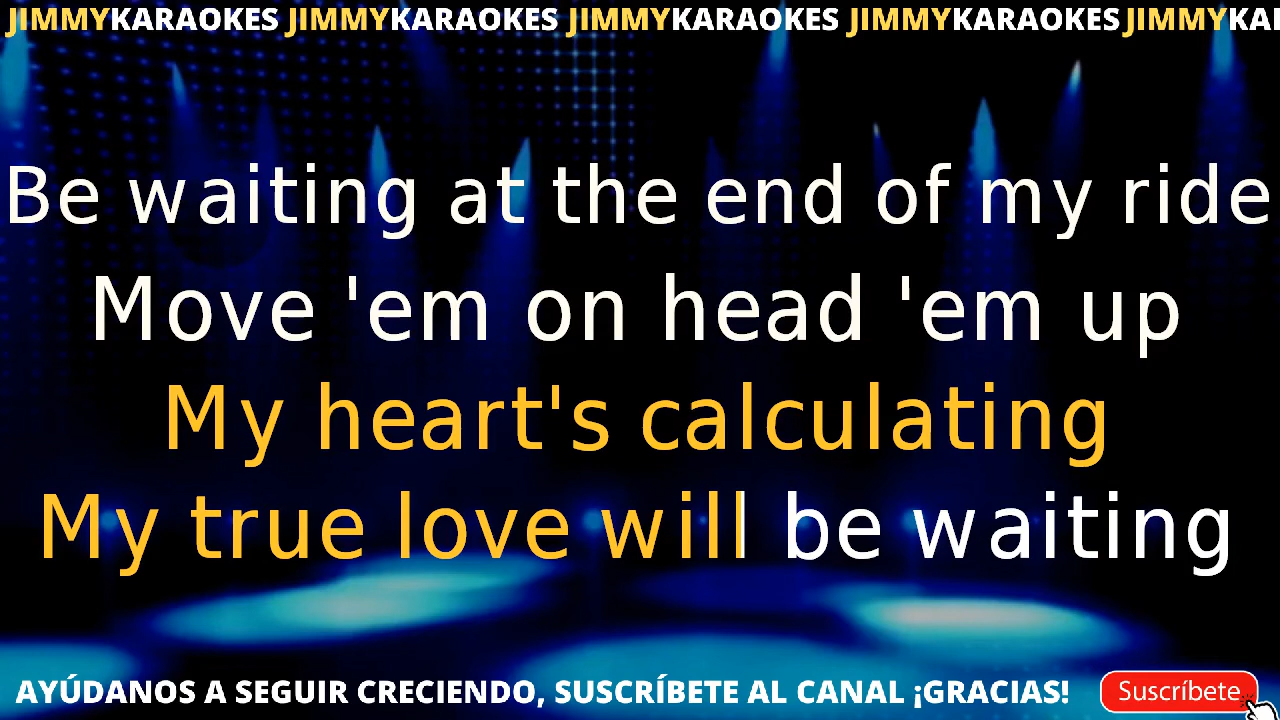 JIMMYKARAOKES JIMMYKARAOKES JIMMYKARAOKES JIMMYKARAOKES JIMMYKA
Be waiting at the end of my ride
Move 'em on head 'em up
My heart's calculating
My true love will be waiting
AYÚDANOS A SEGUIR CRECIENDO, SUSCRÍBETE AL CANAL ¡GRACIAS!
Suscríbete